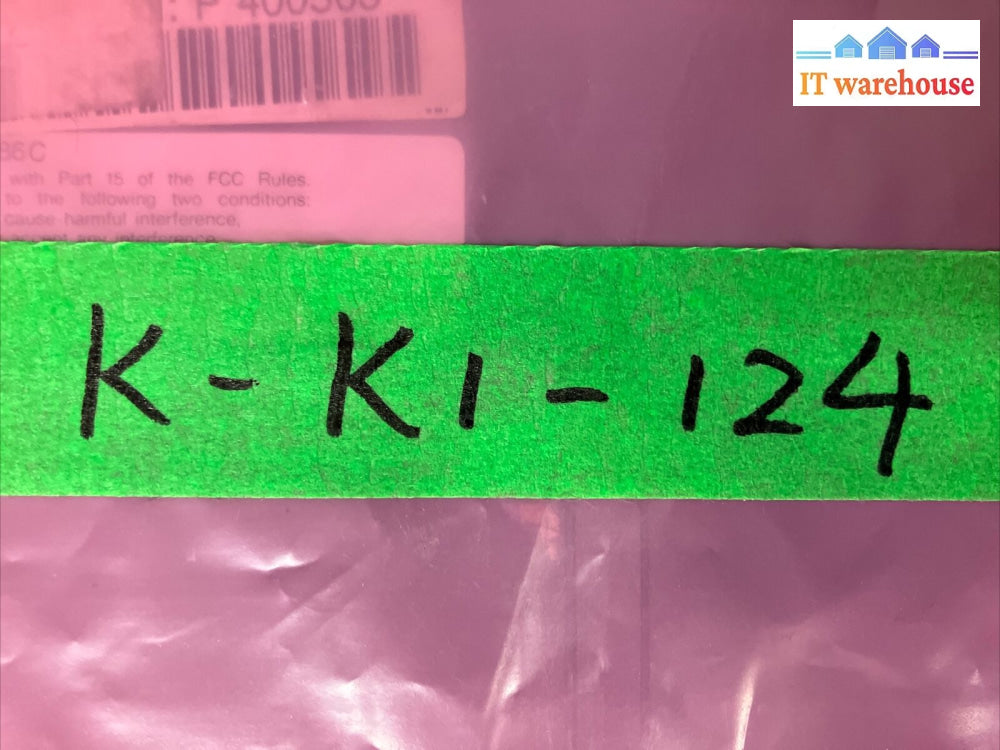 IT warehouse
86C
with Part 15 of the FCC Rules.
to the following two conditions:
cause harmful interference,
K-K1-124